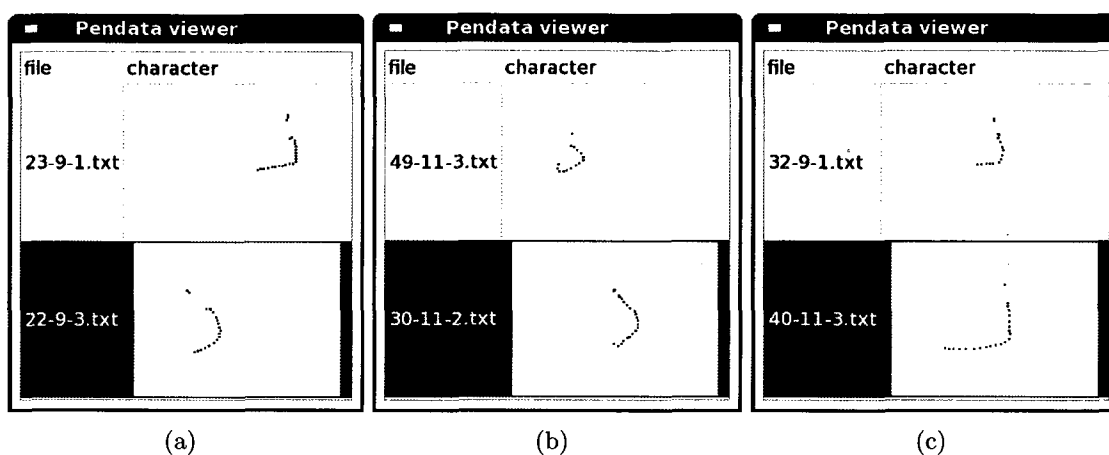 Pendata viewer
file character
23-9-1.txt
22-9-3.txt
(a)
Pendata viewer
file character
49-11-3.txt
30-11-2.txt
(b)
Pendata viewer
file character
32-9-1.txt
40-11-3.txt
(c)